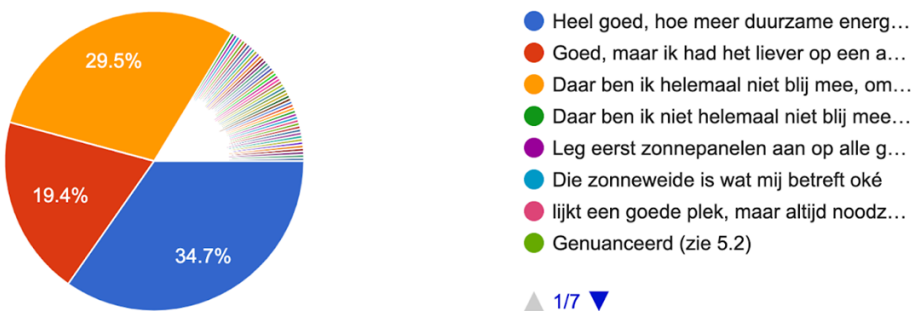 29.5%
19.4%
34.7%
Heel goed, hoe meer duurzame energ...
Goed, maar ik had het liever op een a...
Daar ben ik helemaal niet blij mee, om...
Daar ben ik niet helemaal niet blij mee...
Leg eerst zonnepanelen aan op alle g...
Die zonneweide is wat mij betreft oké
lijkt een goede plek, maar altijd noodz...
Genuanceerd (zie 5.2)
1/7